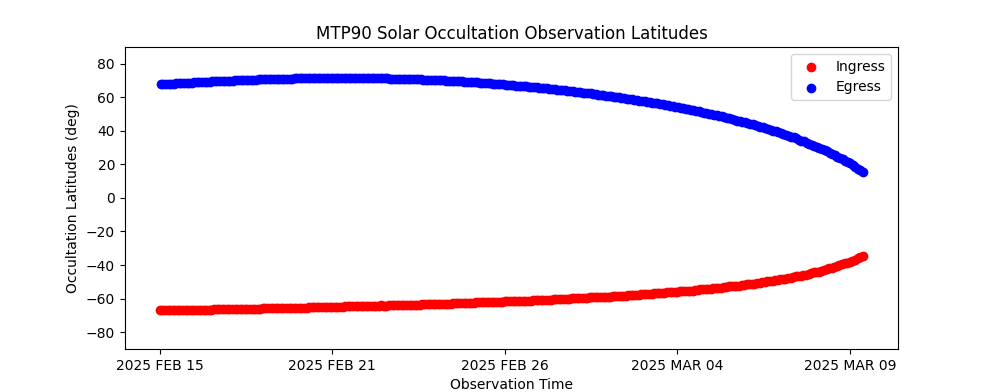 MTP90 Solar Occultation Observation Latitudes
Ingress
Egress
Occultation Latitudes (deg)
80
60
40
20
0
−20
−40
−60
−80
2025 FEB 15
2025 FEB 21
2025 FEB 26
2025 MAR 04
2025 MAR 09
Observation Time